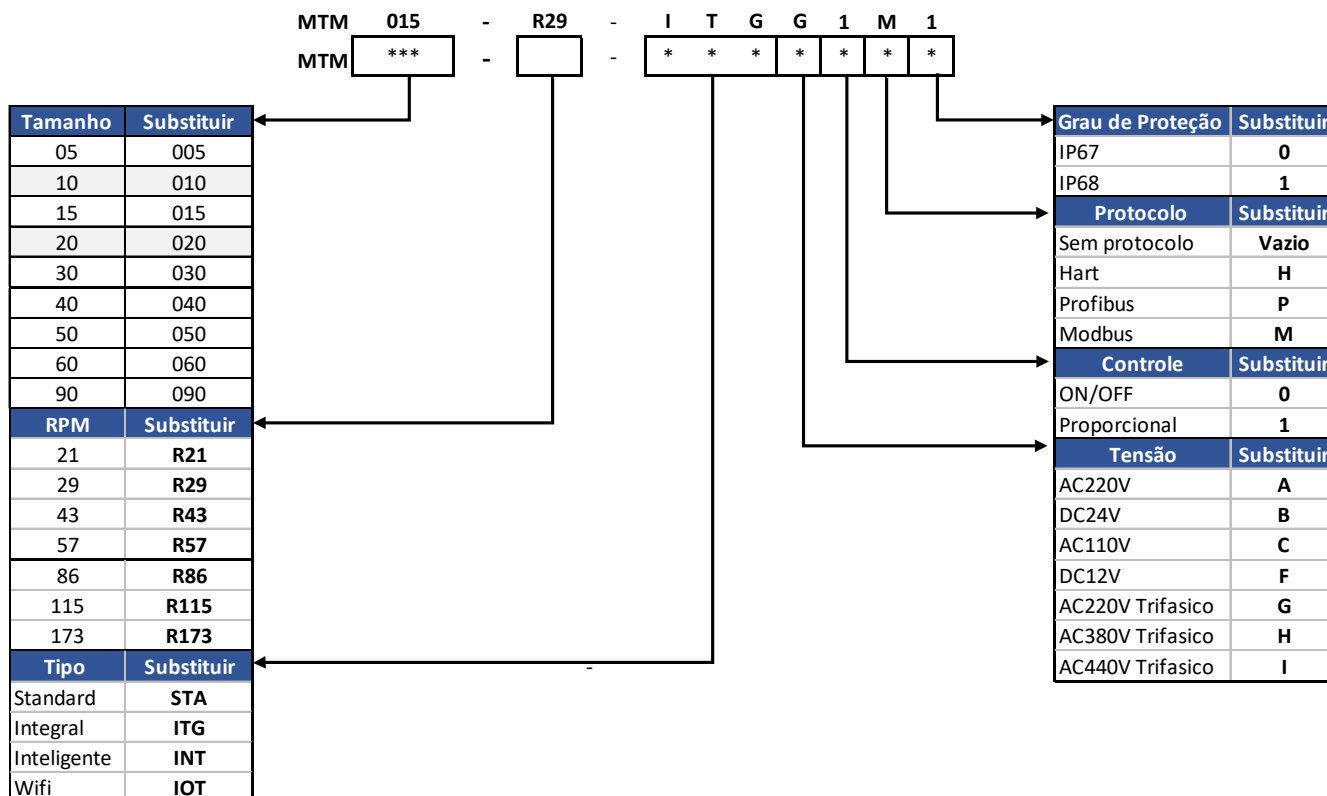 MTM 015 - R29 - I T G G 1 M 1
MTM *** - - * * * * * * *
Tamanho Substituir
05 005
10 010
15 015
20 020
30 030
40 040
50 050
60 060
90 090
RPM Substituir
21 R21
29 R29
43 R43
57 R57
86 R86
115 R115
173 R173
Tipo Substituir
Standard STA
Integral ITG
Inteligente INT
Wifi IOT
-
Grau de Proteção Substituir
IP67 0
IP68 1
Protocolo Substituir
Sem protocolo Vazio
Hart H
Profibus P
Modbus M
Controle Substituir
ON/OFF 0
Proporcional 1
Tensão Substituir
AC220V A
DC24V B
AC110V C
DC12V F
AC220V Trifasico G
AC380V Trifasico H
AC440V Trifasico I